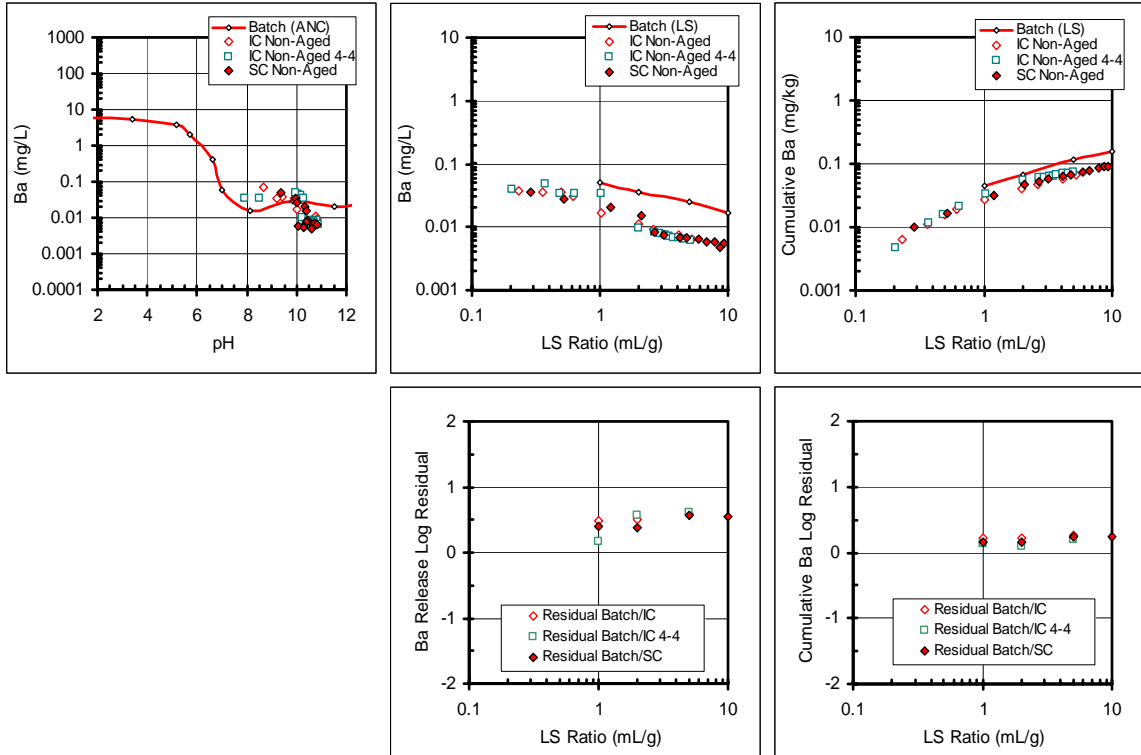 Batch (ANC)
IC Non-Aged
IC Non-Aged 4-4
SC Non-Aged
1000
100
10
1
0.1
0.01
0.001
0.0001
Ba (mg/L)
2 4 6 8 10 12
pH
Batch (LS)
IC Non-Aged
IC Non-Aged 4-4
SC Non-Aged
10
1
0.1
0.01
0.001
Ba (mg/L)
0.1 1 10
LS Ratio (mL/g)
Batch (LS)
IC Non-Aged
IC Non-Aged 4-4
SC Non-Aged
10
1
0.1
0.01
0.001
Cumulative Ba (mg/kg)
0.1 1 10
LS Ratio (mL/g)
2
1
0
-1
-2
Ba Release Log Residual
Residual Batch/IC
Residual Batch/IC 4-4
Residual Batch/SC
0.1 1 10
LS Ratio (mL/g)
2
1
0
-1
-2
Cumulative Ba Log Residual
Residual Batch/IC
Residual Batch/IC 4-4
Residual Batch/SC
0.1 1 10
LS Ratio (mL/g)